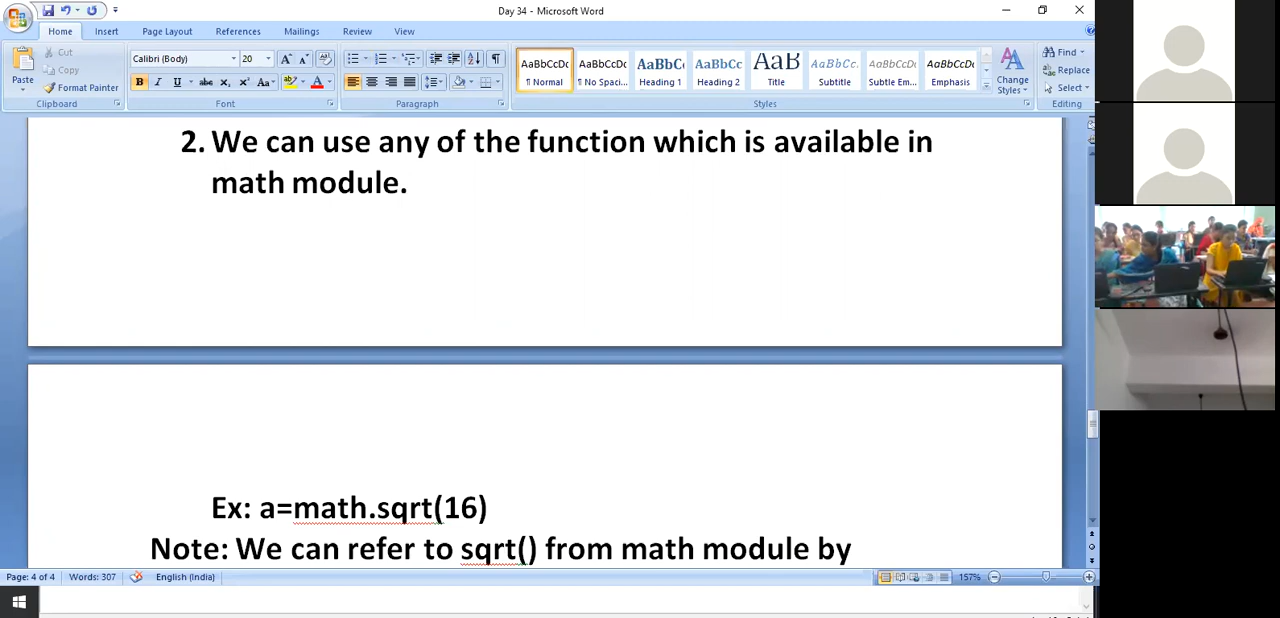 Day 34 - Microsoft Word
Home Insert Page Layout References Mailings Review View
Paste
Cut
Copy
Format Painter
Clipboard
Calibri (Body) 20
Font
Paragraph
AaBbCcDc AaBbCcDc AaBbCc AaBbCc AaB AaBbCc. AaBbCcDc AaBbCcDc
¶ Normal ¶ No Spaci... Heading 1 Heading 2 Title Subtitle Subtle Em... Emphasis
Styles
Change Styles
Find
Replace
Select
Editing
2. We can use any of the function which is available in
math module.
Ex: a=math.sqrt(16)
Note: We can refer to sqrt() from math module by
Page: 4 of 4 Words: 307 English (India) 157%